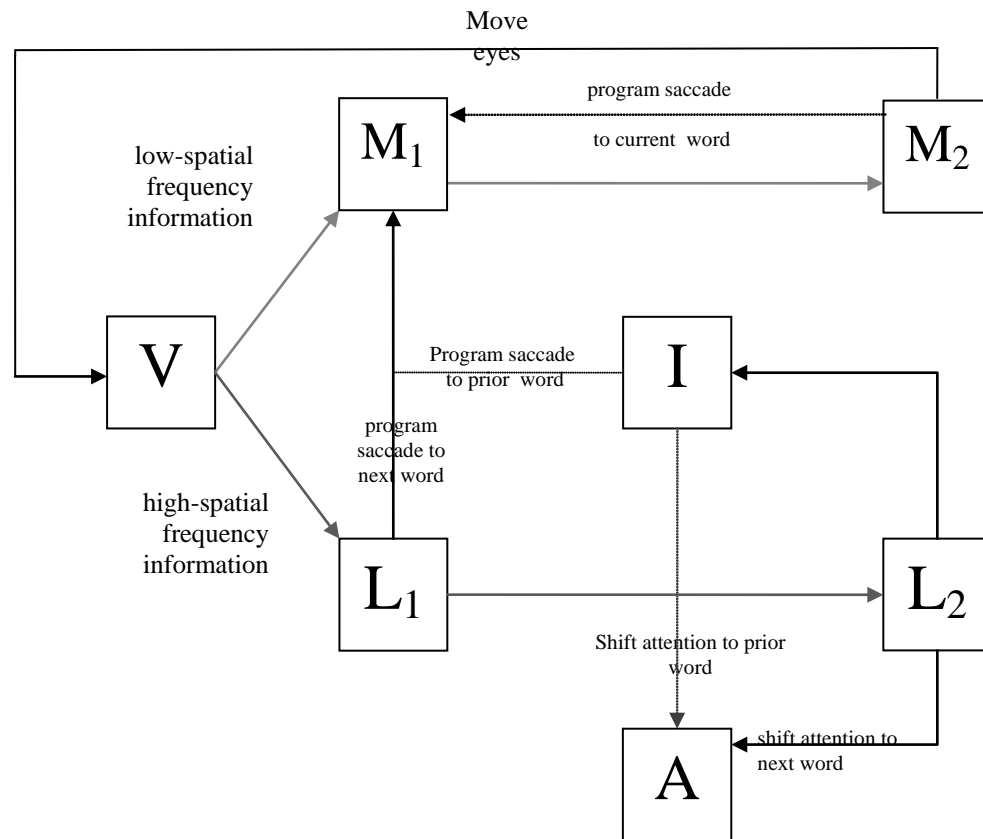 Move
eyes
program saccade
to current word
M1
M2
low-spatial
frequency
information
V
Program saccade
to prior word
I
program
saccade to
next word
high-spatial
frequency
information
L1
L2
Shift attention to prior
word
shift attention to
next word
A